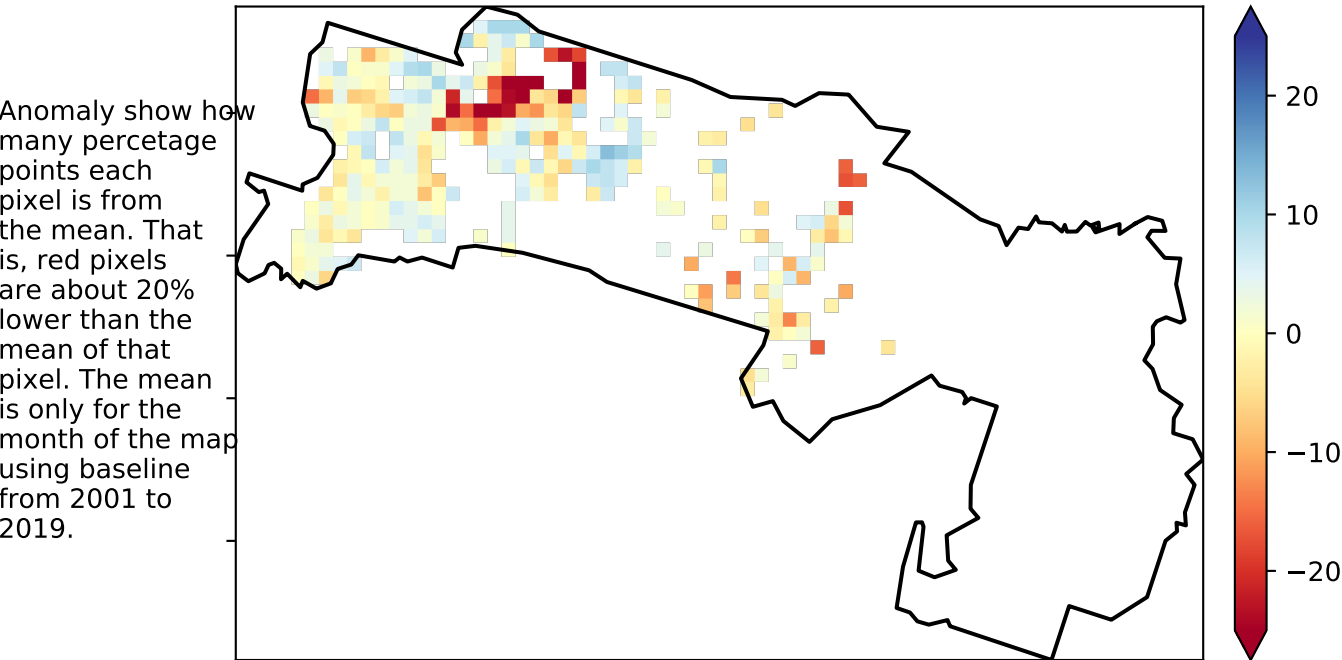 Anomaly show how
many percetage
points each
pixel is from
the mean. That
is, red pixels
are about 20%
lower than the
mean of that
pixel. The mean
is only for the
month of the map
using baseline
from 2001 to
2019.
20
10
0
−10
−20